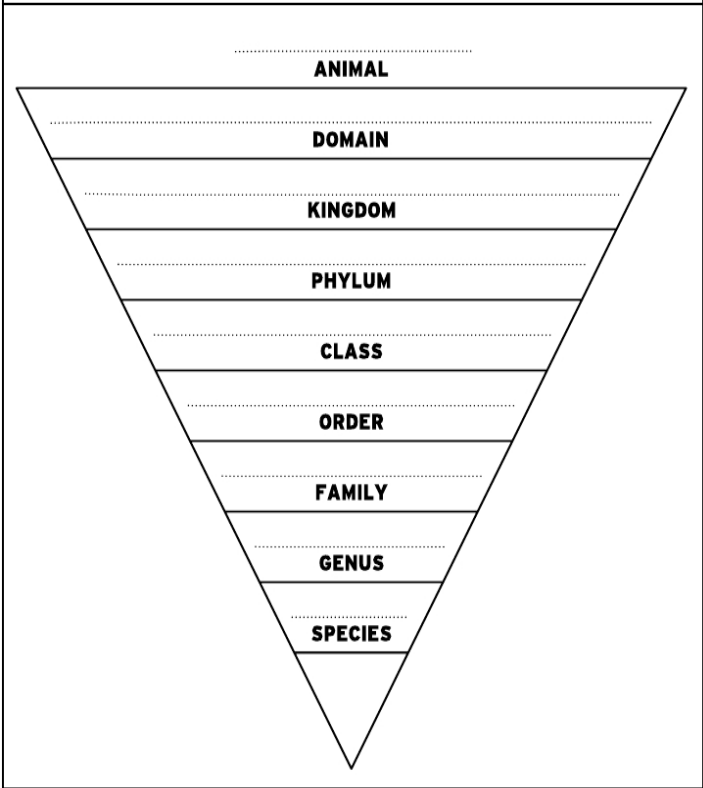 ANIMAL
DOMAIN
KINGDOM
PHYLUM
CLASS
ORDER
FAMILY
GENUS
SPECIES